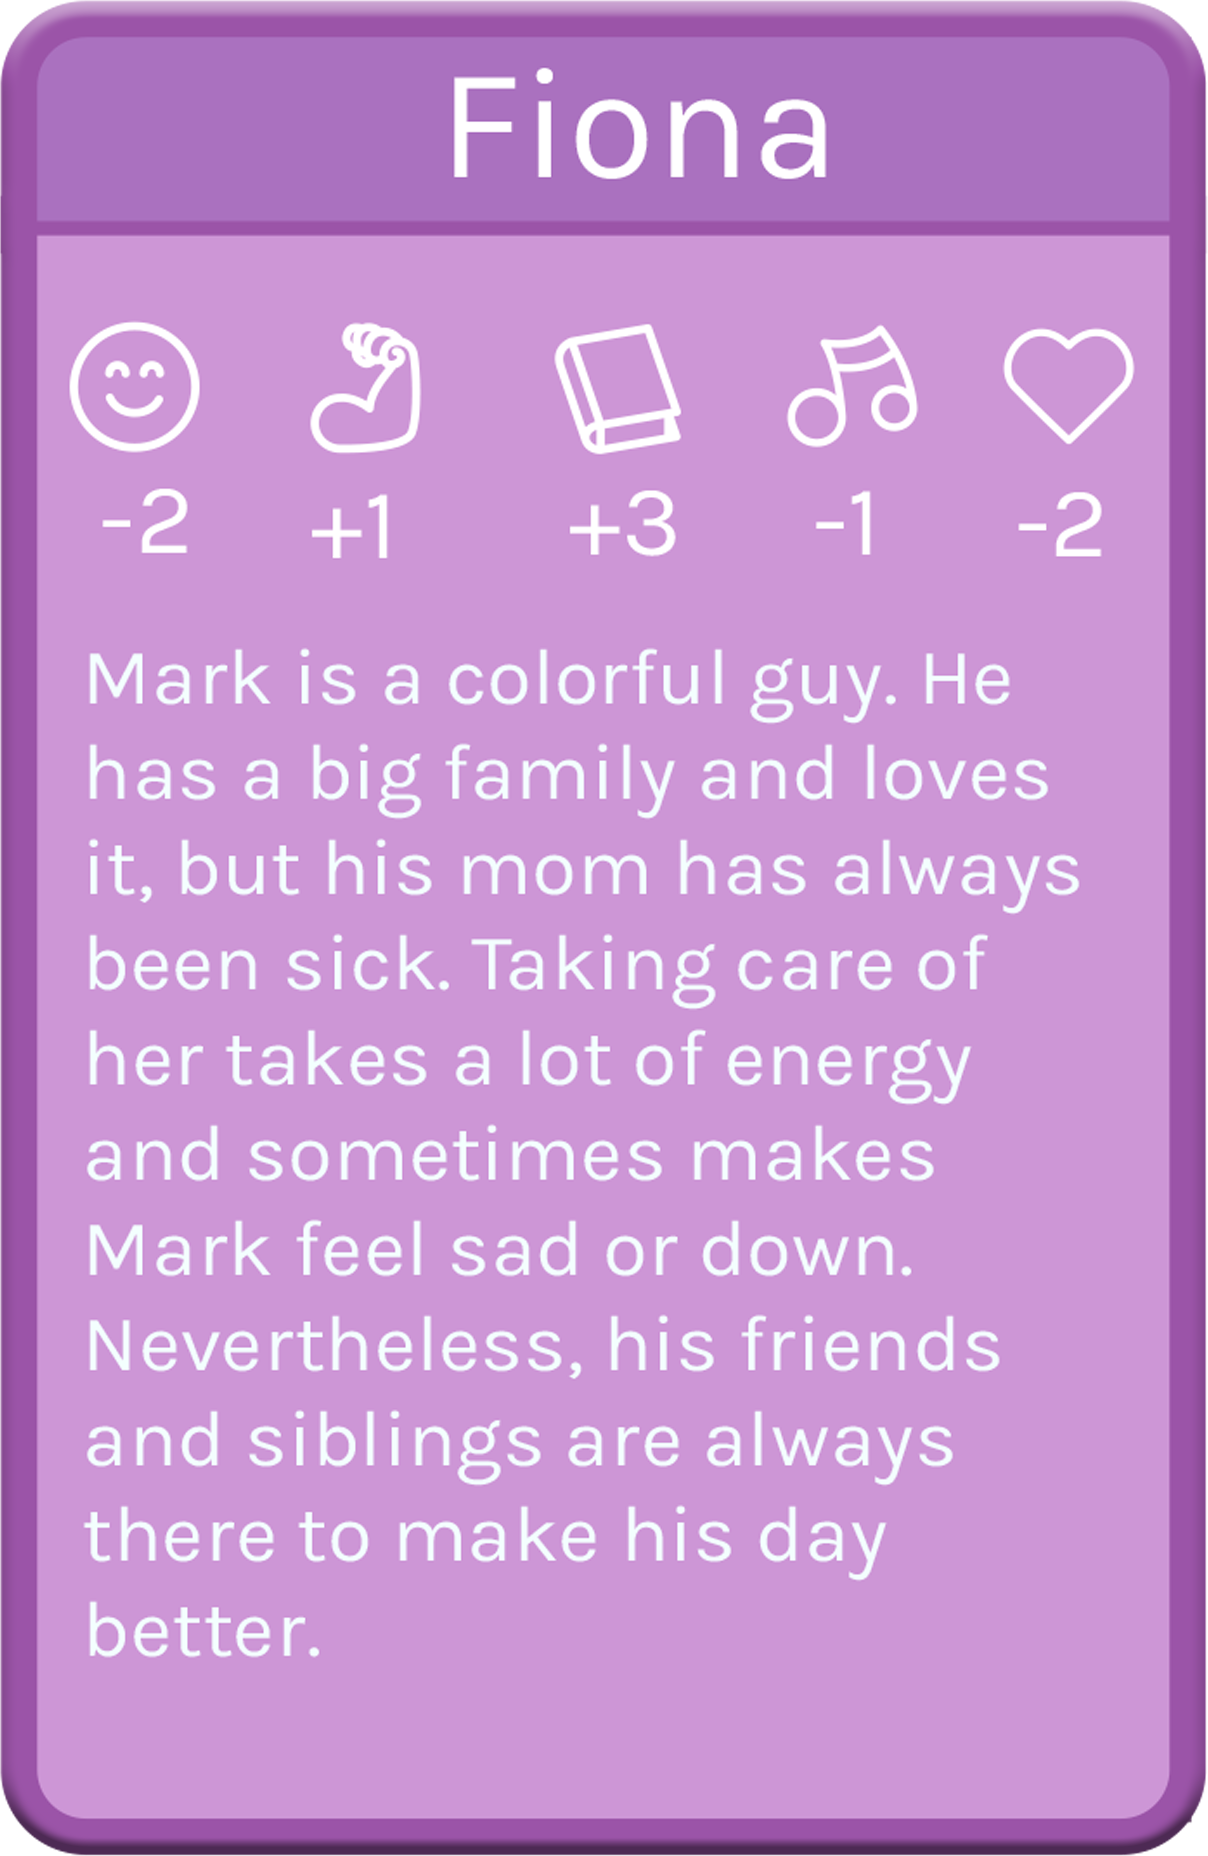 Fiona
-2 +1 +3 -1 -2
Mark is a colorful guy. He
has a big family and loves
it, but his mom has always
been sick. Taking care of
her takes a lot of energy
and sometimes makes
Mark feel sad or down.
Nevertheless, his friends
and siblings are always
there to make his day
better.